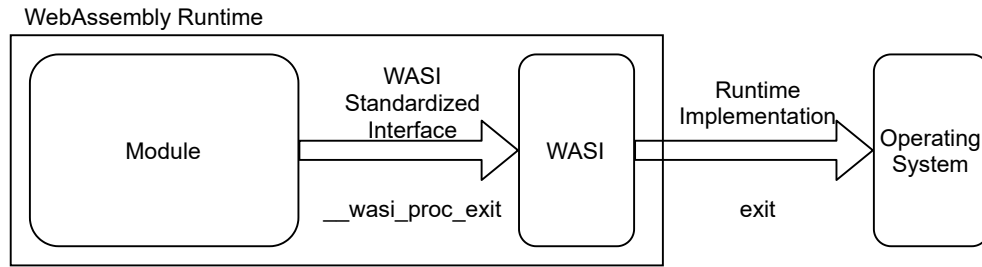 WebAssembly Runtime
Module
WASI
Standardized
Interface
__wasi_proc_exit
WASI
Runtime
Implementation
exit
Operating
System